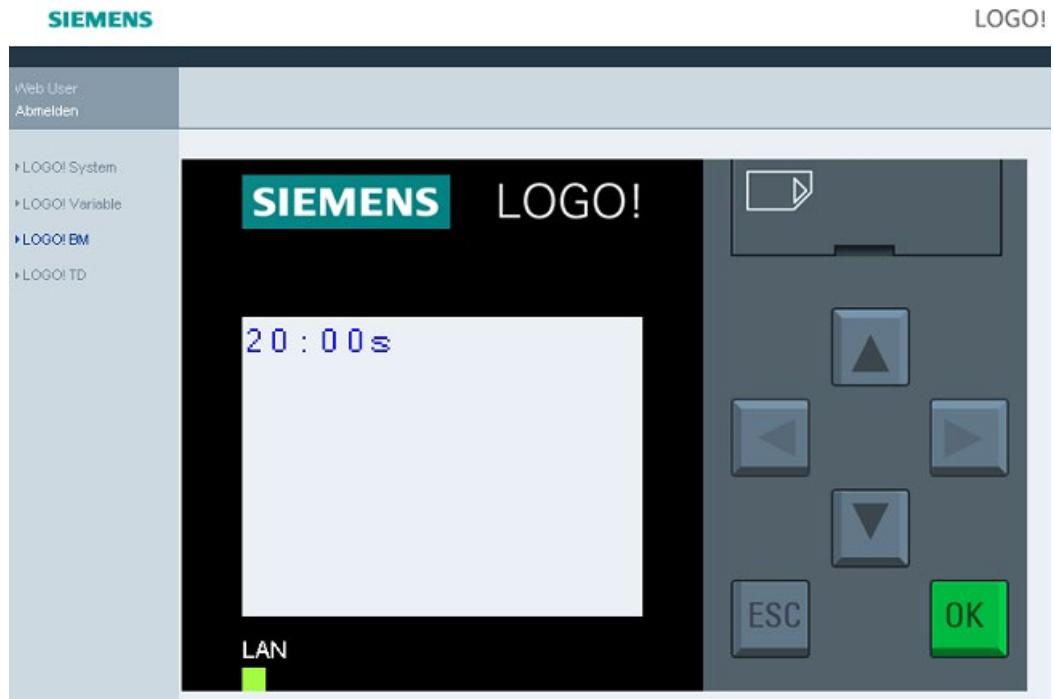 SIEMENS LOGO!
Web User
Abmelden
LOGO! System
LOGO! Variable
LOGO! BM
LOGO! TD
SIEMENS LOGO!
20:00s
ESC OK
LAN